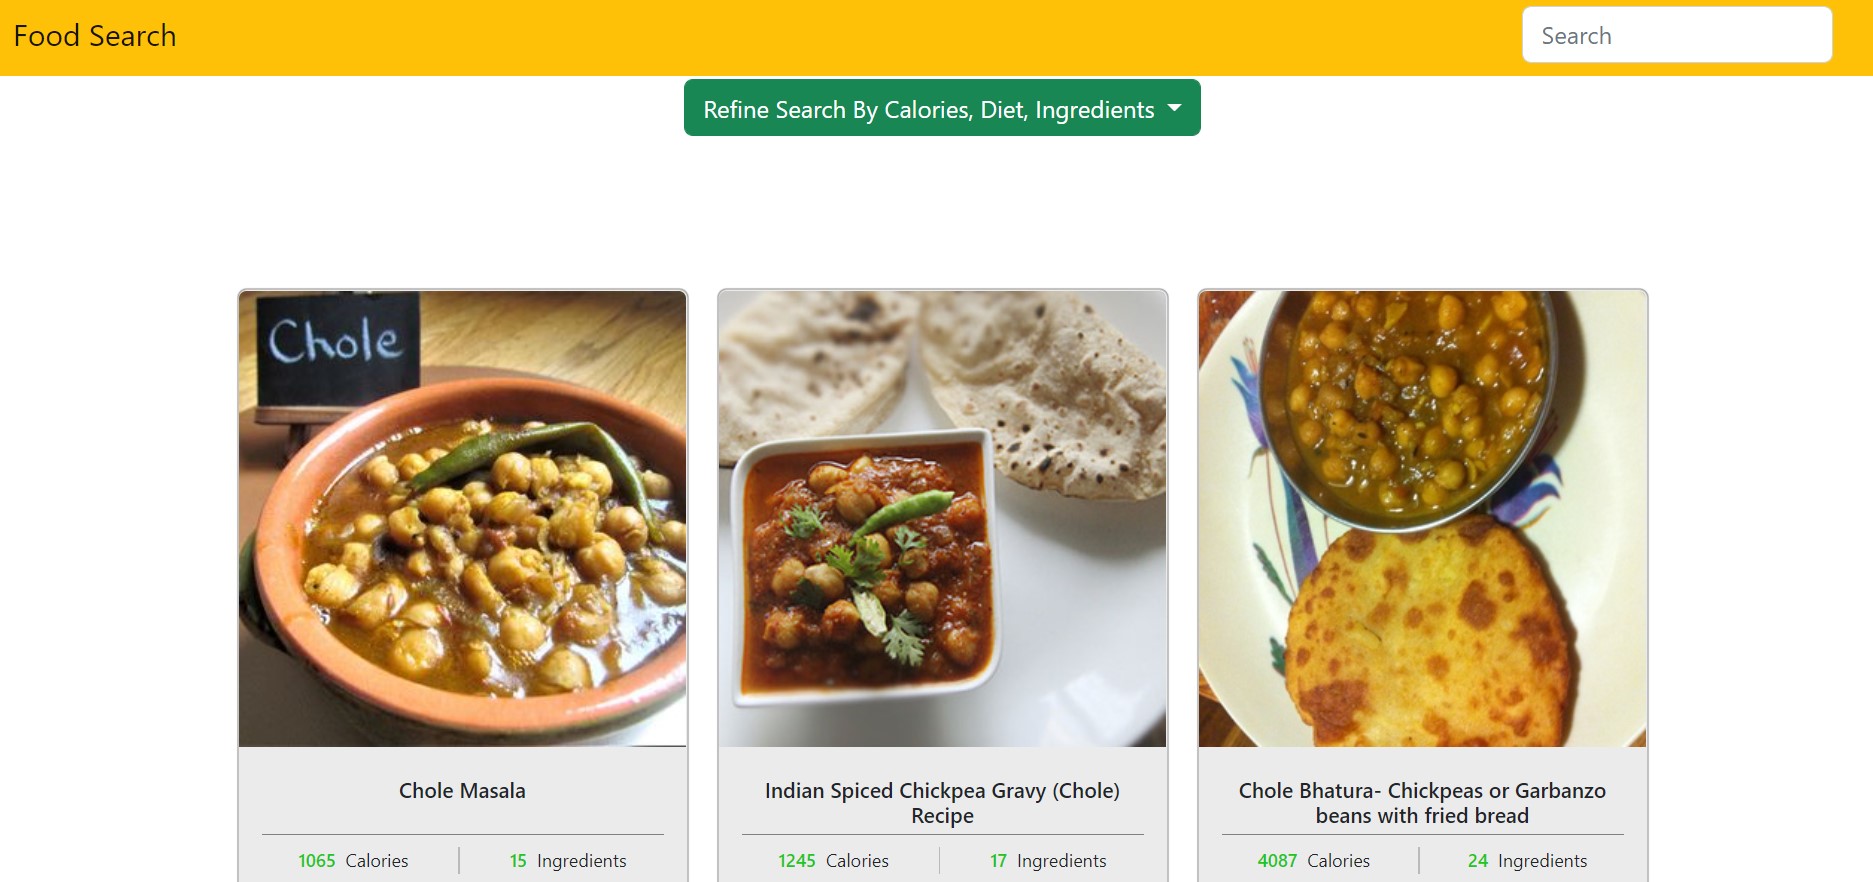 Food Search
Search
Refine Search By Calories, Diet, Ingredients
Chole
Chole Masala
1065 Calories
15 Ingredients
Indian Spiced Chickpea Gravy (Chole)
Recipe
1245 Calories
17 Ingredients
Chole Bhatura- Chickpeas or Garbanzo
beans with fried bread
4087 Calories
24 Ingredients